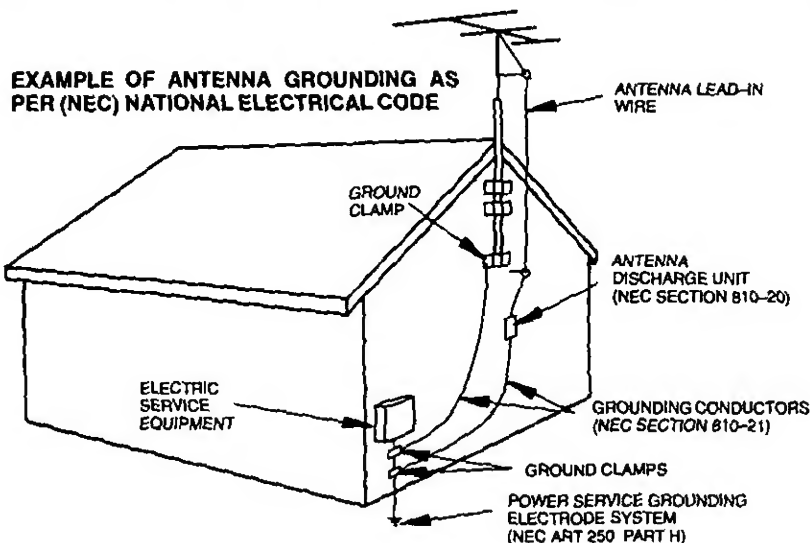 EXAMPLE OF ANTENNA GROUNDING AS
PER (NEC) NATIONAL ELECTRICAL CODE
ANTENNA LEAD-IN
WIRE
GROUND
CLAMP
ANTENNA
DISCHARGE UNIT
(NEC SECTION 810-20)
ELECTRIC
SERVICE
EQUIPMENT
GROUNDING CONDUCTORS
(NEC SECTION 810-21)
GROUND CLAMPS
POWER SERVICE GROUNDING
ELECTRODE SYSTEM
(NEC ART 250 PART H)